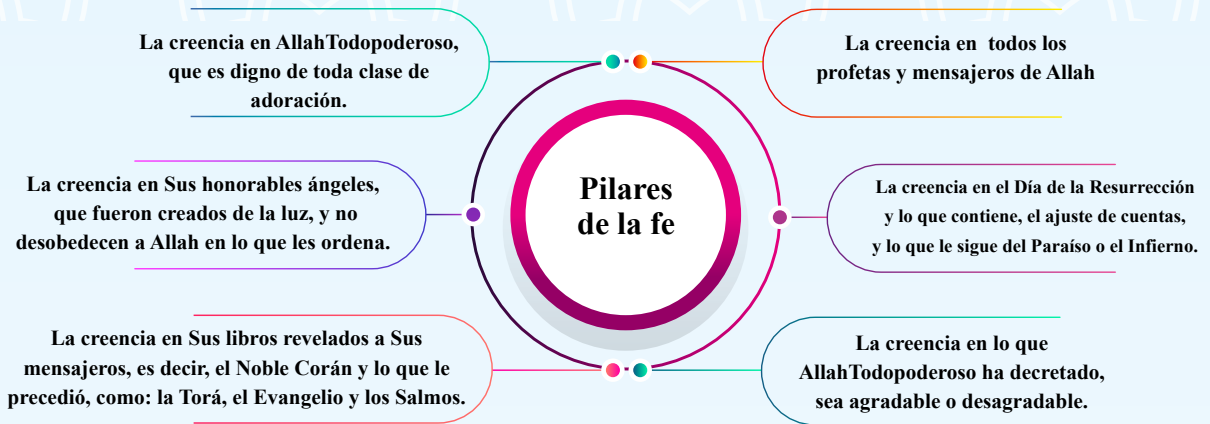 La creencia en AllahTodopoderoso,
que es digno de toda clase de
adoración.
La creencia en Sus honorables ángeles,
que fueron creados de la luz, y no
desobedecen a Allah en lo que les ordena.
La creencia en Sus libros revelados a Sus
mensajeros, es decir, el Noble Corán y lo que le
precedió, como: la Torá, el Evangelio y los Salmos.
Pilares
de la fe
La creencia en todos los
profetas y mensajeros de Allah
La creencia en el Día de la Resurrección
y lo que contiene, el ajuste de cuentas,
y lo que le sigue del Paraíso o el Infierno.
La creencia en lo que
AllahTodopoderoso ha decretado,
sea agradable o desagradable.